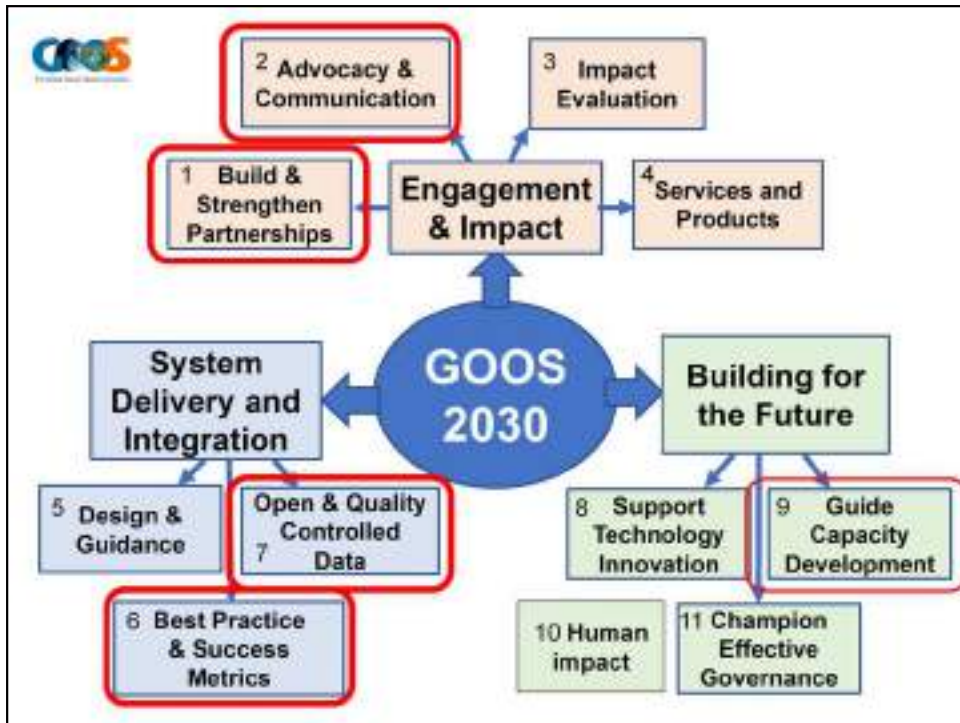 GOOS
2 Advocacy &
Communication
3 Impact
Evaluation
1 Build &
Strengthen
Partnerships
Engagement
& Impact
4 Services and
Products
System
Delivery and
Integration
GOOS
2030
Building for
the Future
5 Design &
Guidance
Open & Quality
Controlled
7 Data
8 Support
Technology
Innovation
9 Guide
Capacity
Development
6 Best Practice
& Success
Metrics
10 Human
impact
11 Champion
Effective
Governance